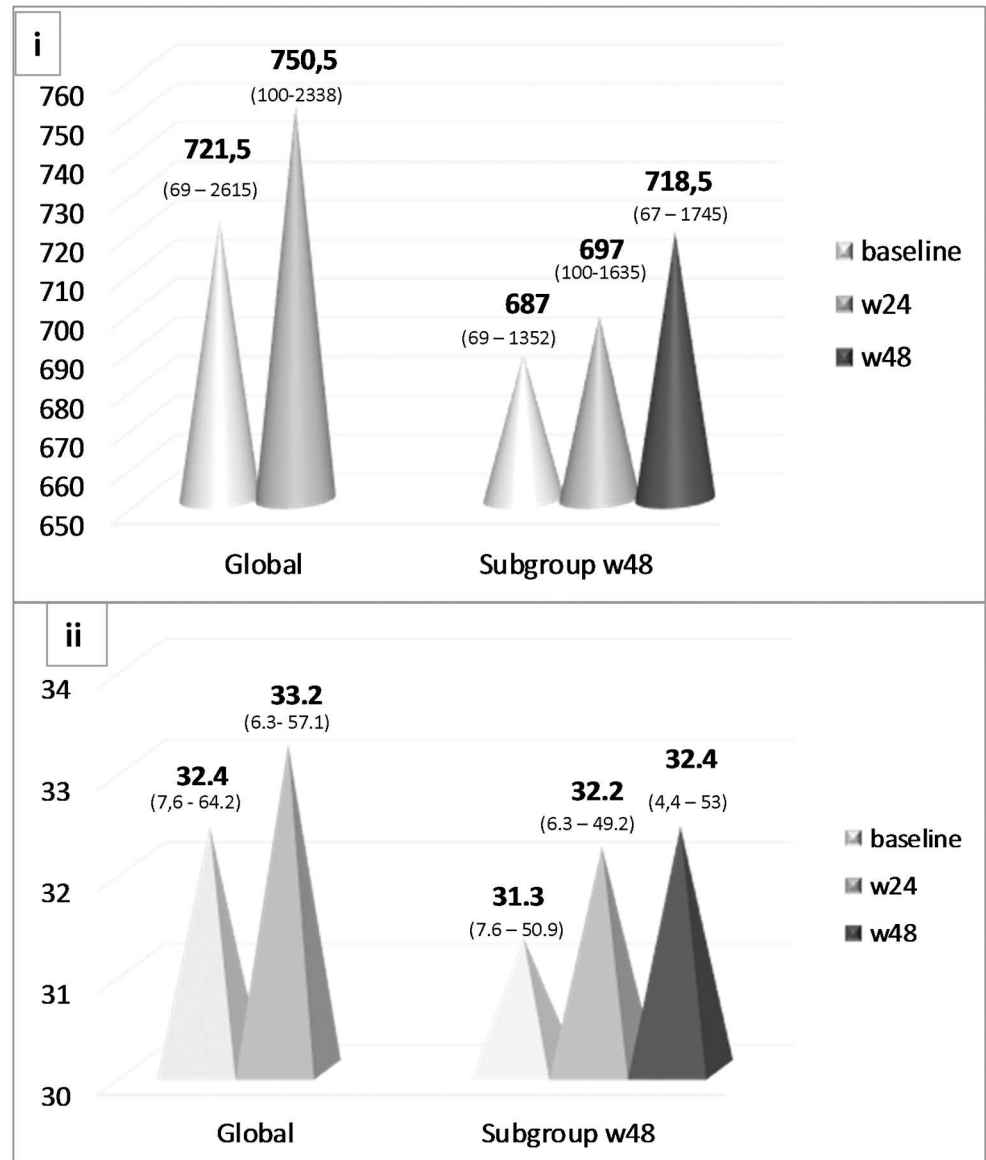 i
750,5
(100-2338)
721,5
(69 – 2615)
718,5
(67 – 1745)
697
(100-1635)
687
(69 – 1352)
760
750
740
730
720
710
700
690
680
670
660
650
Global
Subgroup w48
baseline
w24
w48
ii
34
33
32
31
30
33.2
(6.3- 57.1)
32.4
(7,6 - 64.2)
32.4
(4,4 – 53)
32.2
(6.3 – 49.2)
31.3
(7.6 – 50.9)
Global
Subgroup w48
baseline
w24
w48